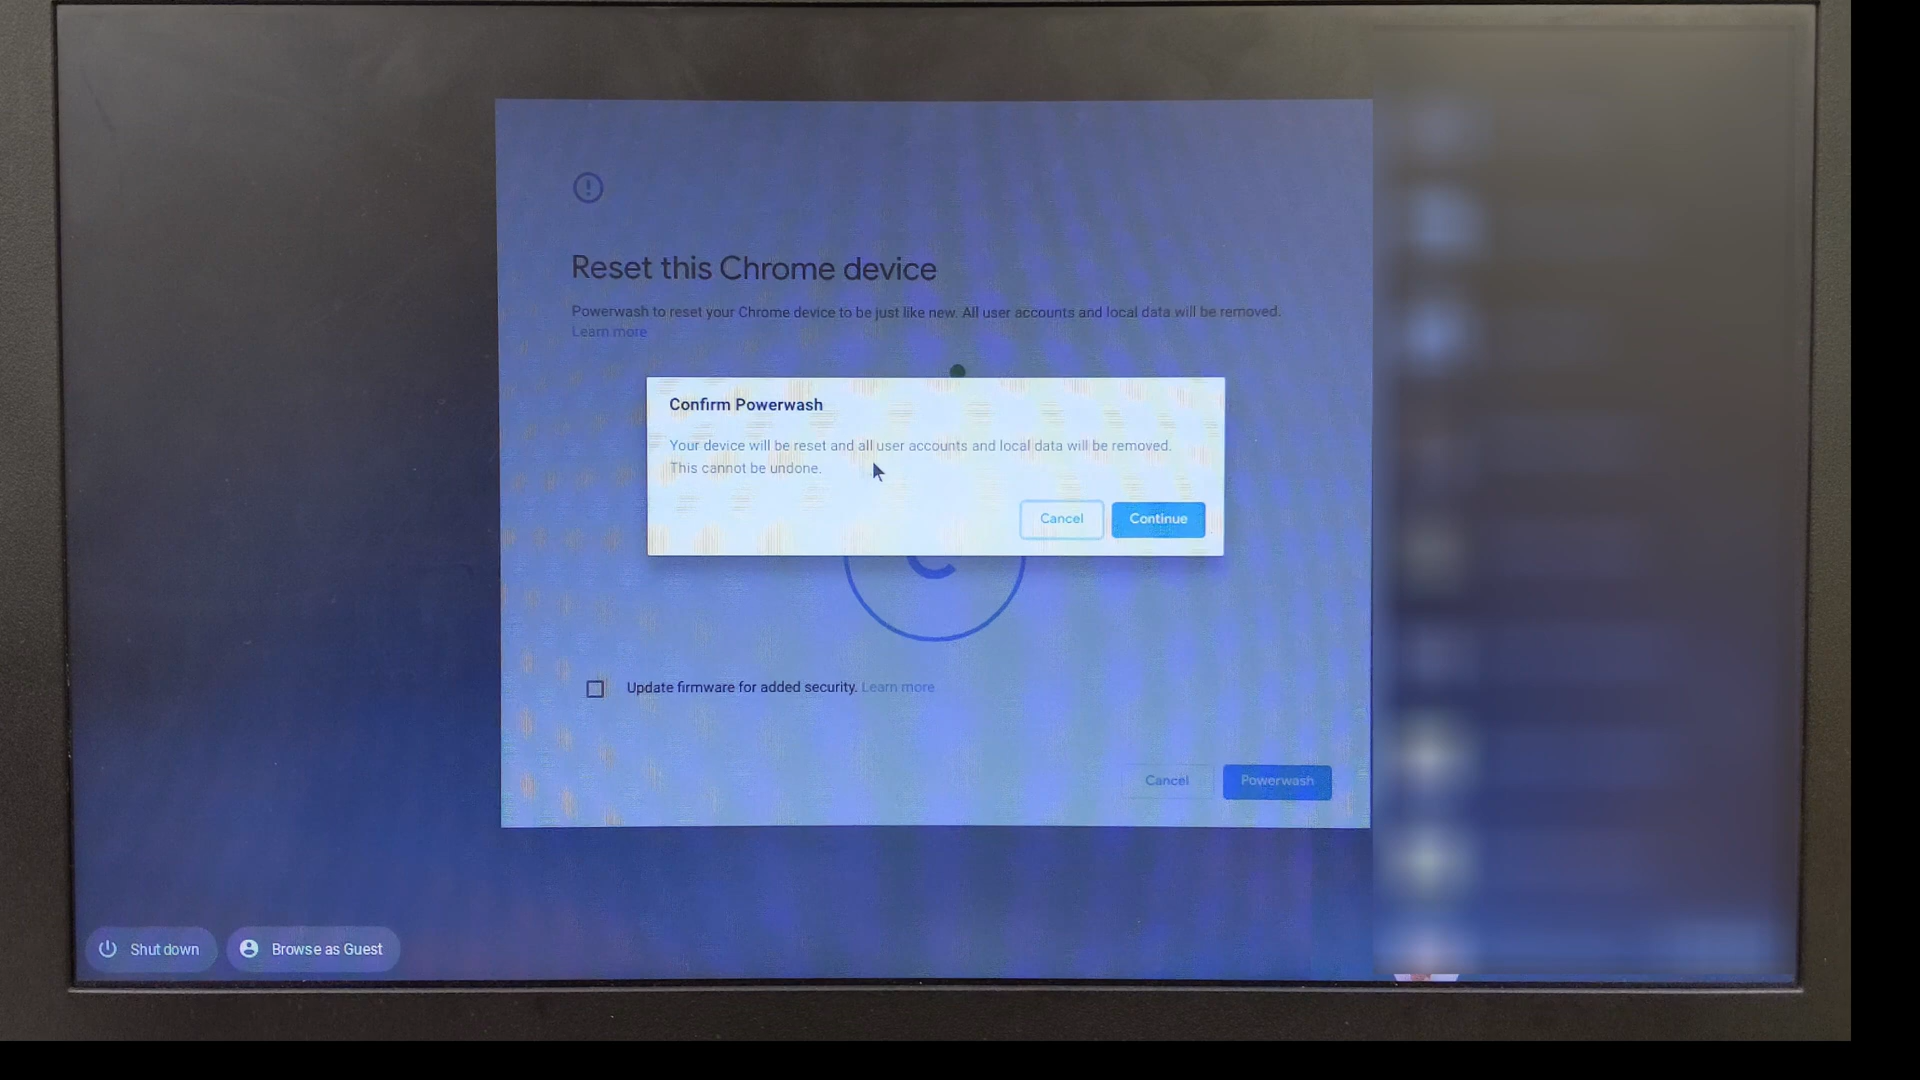 Reset this Chrome device
Powerwash to reset your Chrome device to be just like new. All user accounts and local data will be removed.
Learn more
Confirm Powerwash
Your device will be reset and all user accounts and local data will be removed.
This cannot be undone.
Cancel Continue
Update firmware for added security. Learn more
Cancel Powerwash
Shut down Browse as Guest